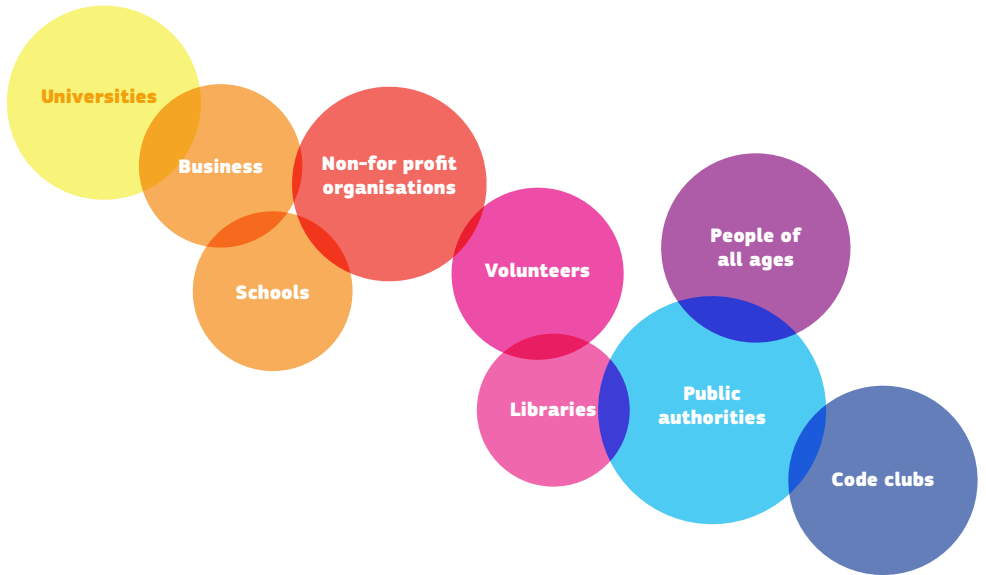 Universities
Business
Non-for profit
organisations
Schools
Volunteers
People of
all ages
Libraries
Public
authorities
Code clubs